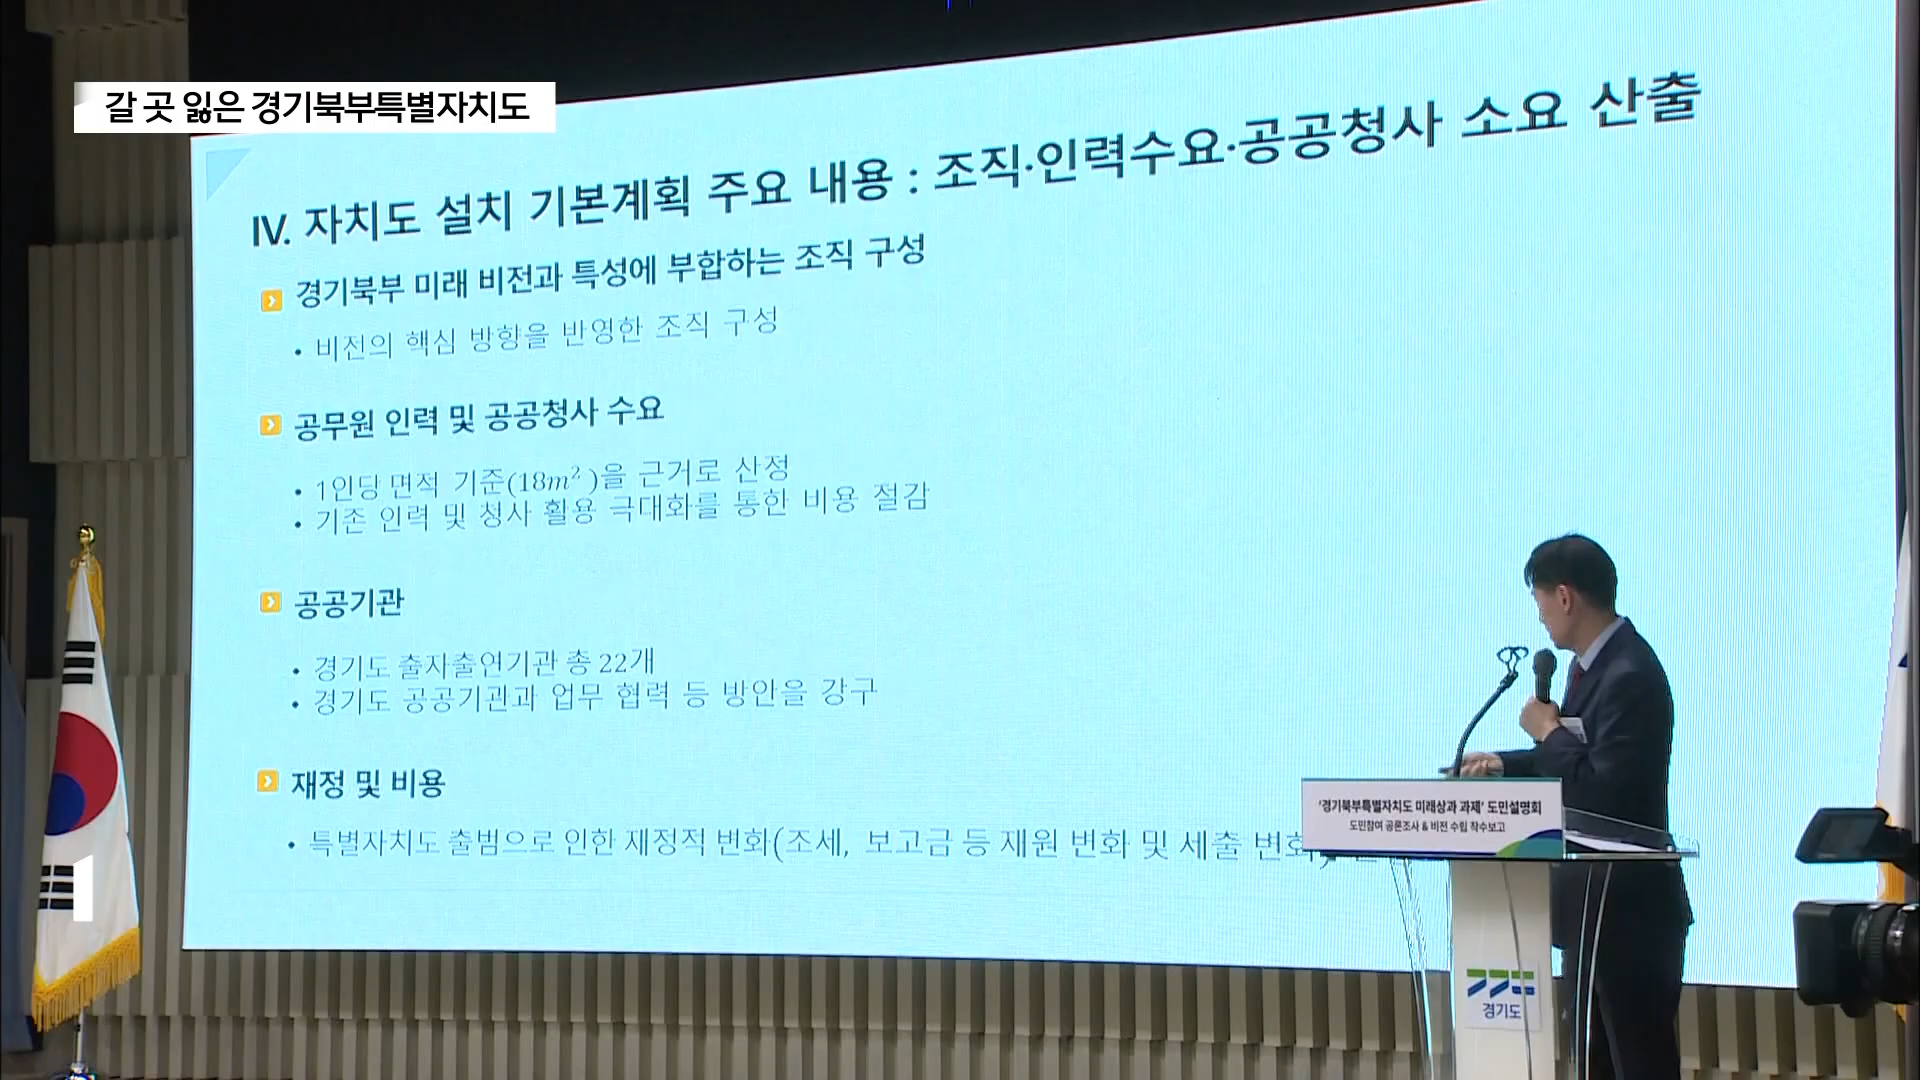 갈 곳 잃은 경기북부특별자치도
IV. 자치도 설치 기본계획 주요 내용 : 조직·인력수요·공공청사 소요 산출
경기북부 미래 비전과 특성에 부합하는 조직 구성
• 비전의 핵심 방향을 반영한 조직 구성
공무원 인력 및 공공청사 수요
• 1인당 면적 기준(18m²)을 근거로 산정
• 기존 인력 및 청사 활용 극대화를 통한 비용 절감
공공기관
• 경기도 출자출연기관 총 22개
• 경기도 공공기관과 업무 협력 등 방안을 강구
재정 및 비용
• 특별자치도 출범으로 인한 재정적 변화(조세, 보고금 등 재원 변화 및 세출 변화)
'경기북부특별자치도 미래상과 과제' 도민설명회
도민참여 공론조사 & 비전 수립 착수보고
경기도
1